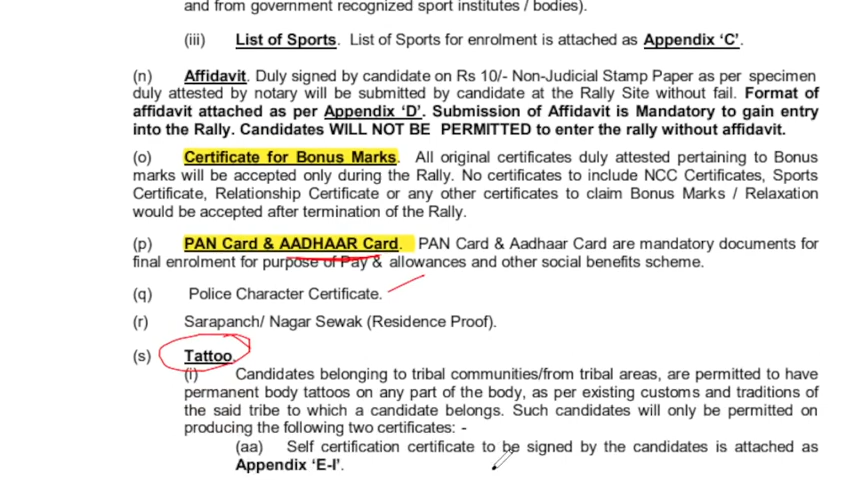 and from government recognized sport institutes / bodies).
(iii) List of Sports. List of Sports for enrolment is attached as Appendix ‘C’.
(n) Affidavit. Duly signed by candidate on Rs 10/- Non-Judicial Stamp Paper as per specimen
duly attested by notary will be submitted by candidate at the Rally Site without fail. Format of
affidavit attached as per Appendix ‘D’. Submission of Affidavit is Mandatory to gain entry
into the Rally. Candidates WILL NOT BE PERMITTED to enter the rally without affidavit.
(o) Certificate for Bonus Marks. All original certificates duly attested pertaining to Bonus
marks will be accepted only during the Rally. No certificates to include NCC Certificates, Sports
Certificate, Relationship Certificate or any other certificates to claim Bonus Marks / Relaxation
would be accepted after termination of the Rally.
(p) PAN Card & AADHAAR Card. PAN Card & Aadhaar Card are mandatory documents for
final enrolment for purpose of Pay & allowances and other social benefits scheme.
(q) Police Character Certificate.
(r) Sarapanch/ Nagar Sewak (Residence Proof).
(s) Tattoo.
(i) Candidates belonging to tribal communities/from tribal areas, are permitted to have
permanent body tattoos on any part of the body, as per existing customs and traditions of
the said tribe to which a candidate belongs. Such candidates will only be permitted on
producing the following two certificates: -
(aa) Self certification certificate to be signed by the candidates is attached as
Appendix ‘E-I’.